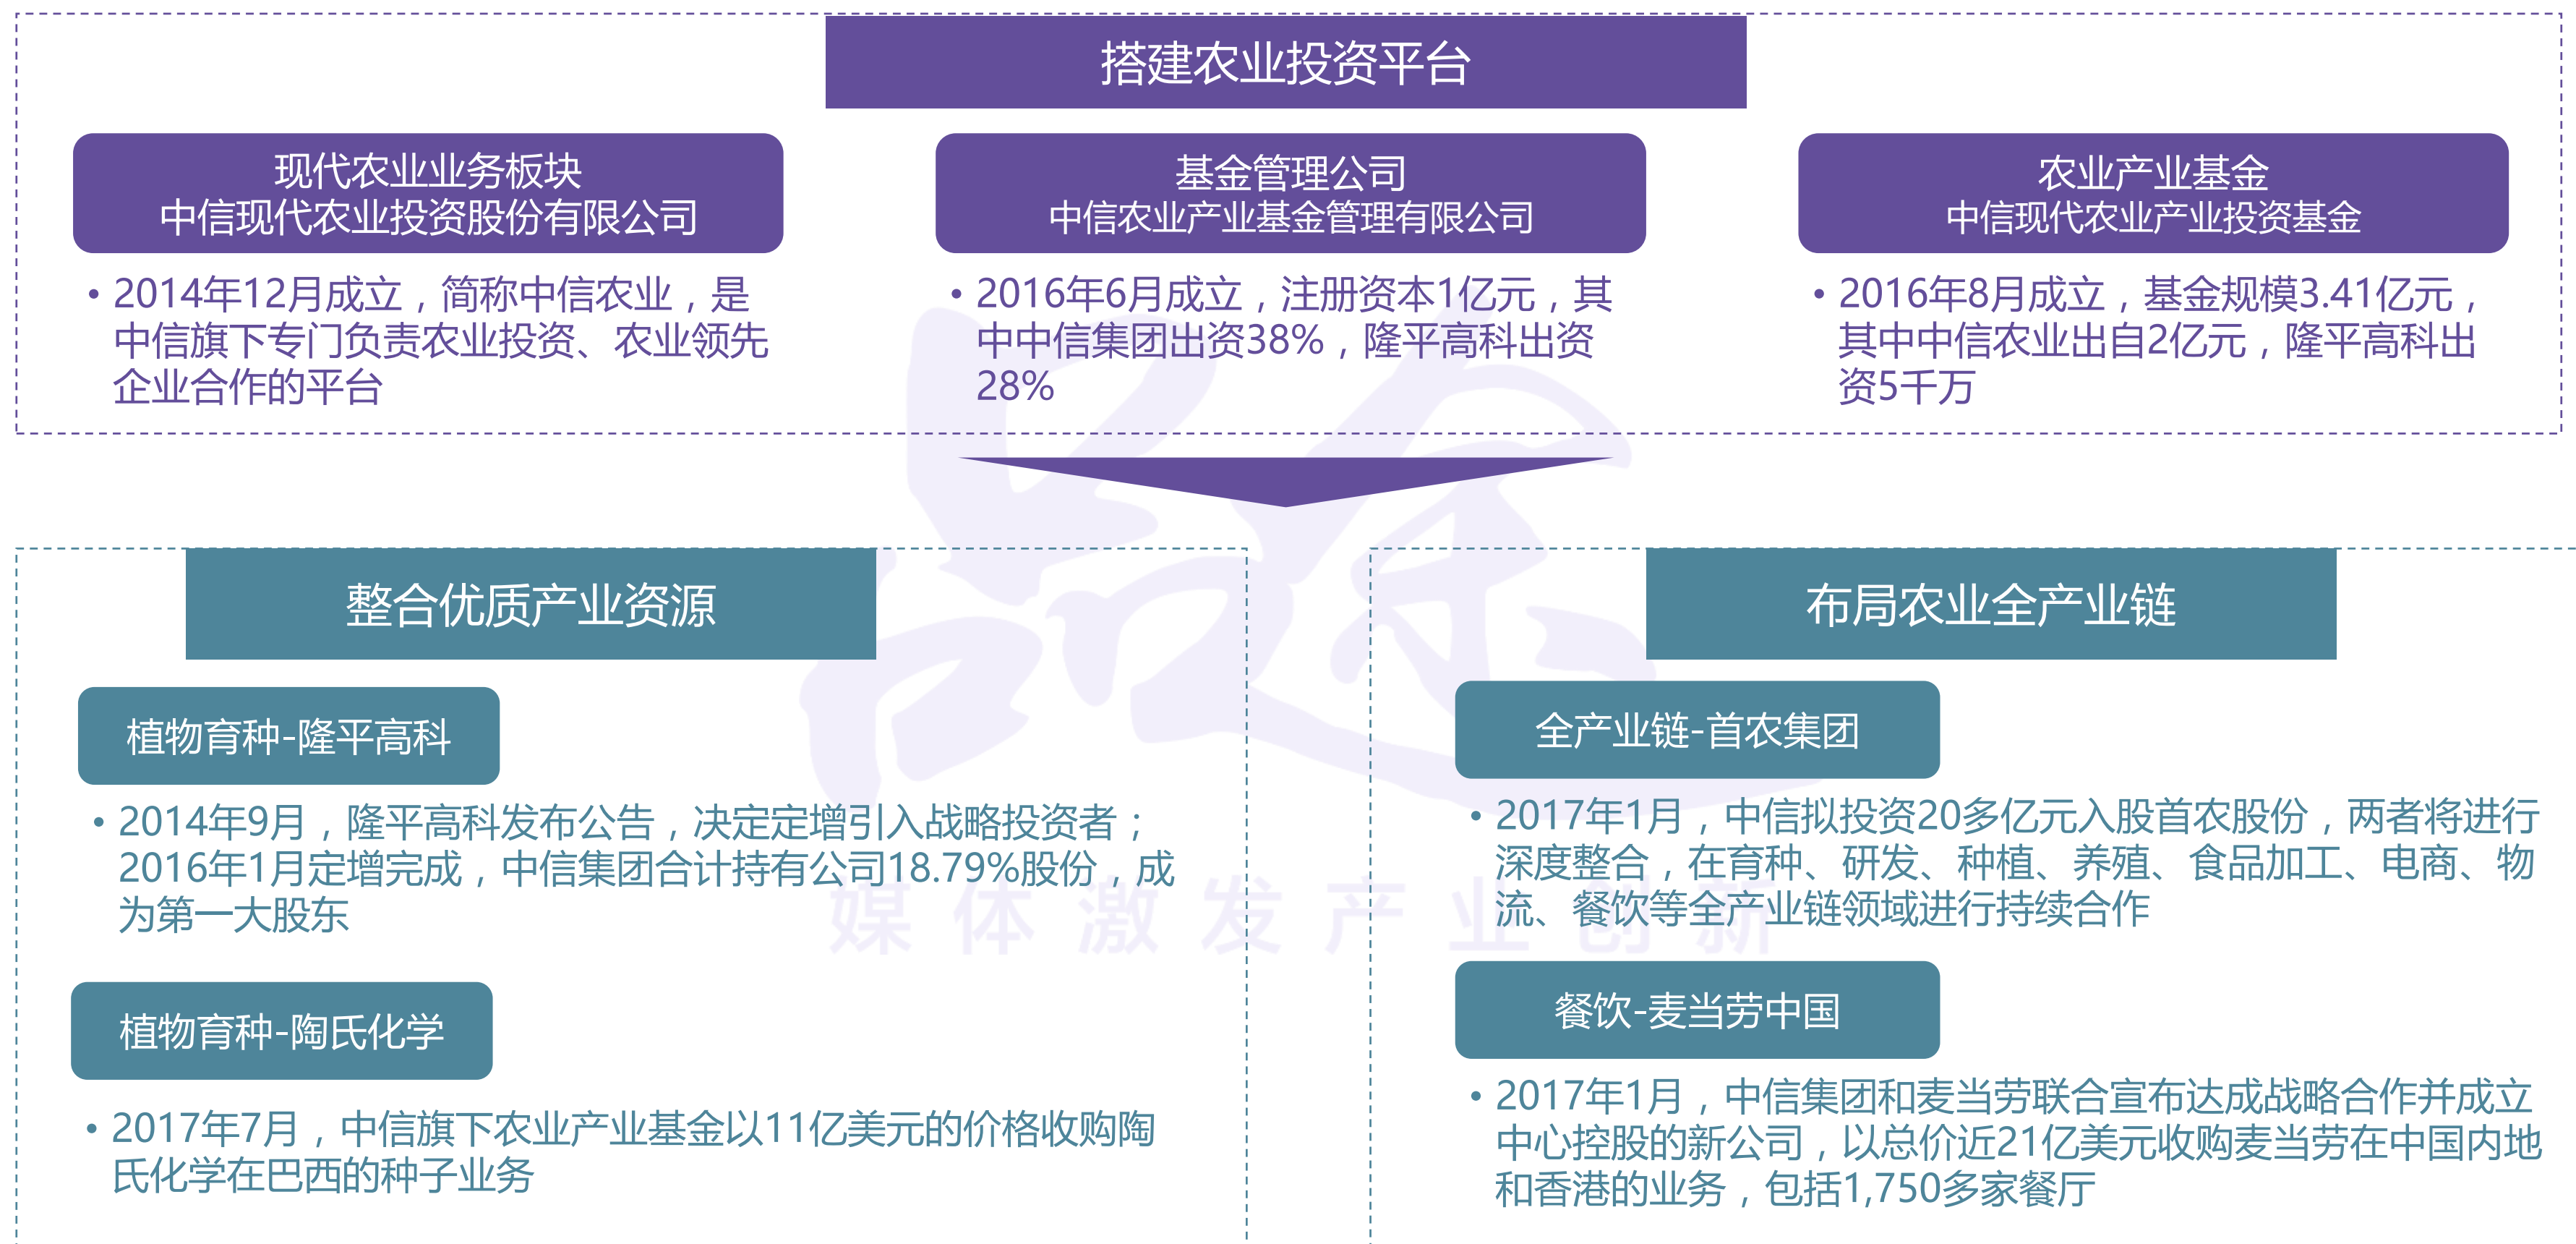 搭建农业投资平台
现代农业业务板块
中信现代农业投资股份有限公司
• 2014年12月成立，简称中信农业，是
中信旗下专门负责农业投资、农业领先
企业合作的平台
基金管理公司
中信农业产业基金管理有限公司
• 2016年6月成立，注册资本1亿元，其
中中信集团出资38%，隆平高科出资
28%
农业产业基金
中信现代农业产业投资基金
• 2016年8月成立，基金规模3.41亿元，
其中中信农业出自2亿元，隆平高科出
资5千万
整合优质产业资源
植物育种-隆平高科
• 2014年9月，隆平高科发布公告，决定定增引入战略投资者；
2016年1月定增完成，中信集团合计持有公司18.79%股份，成
为第一大股东
植物育种-陶氏化学
• 2017年7月，中信旗下农业产业基金以11亿美元的价格收购陶
氏化学在巴西的种子业务
布局农业全产业链
全产业链-首农集团
• 2017年1月，中信拟投资20多亿元入股首农股份，两者将进行
深度整合，在育种、研发、种植、养殖、食品加工、电商、物
流、餐饮等全产业链领域进行持续合作
餐饮-麦当劳中国
• 2017年1月，中信集团和麦当劳联合宣布达成战略合作并成立
中心控股的新公司，以总价近21亿美元收购麦当劳在中国内地
和香港的业务，包括1,750多家餐厅
品途
媒体激发产业创新